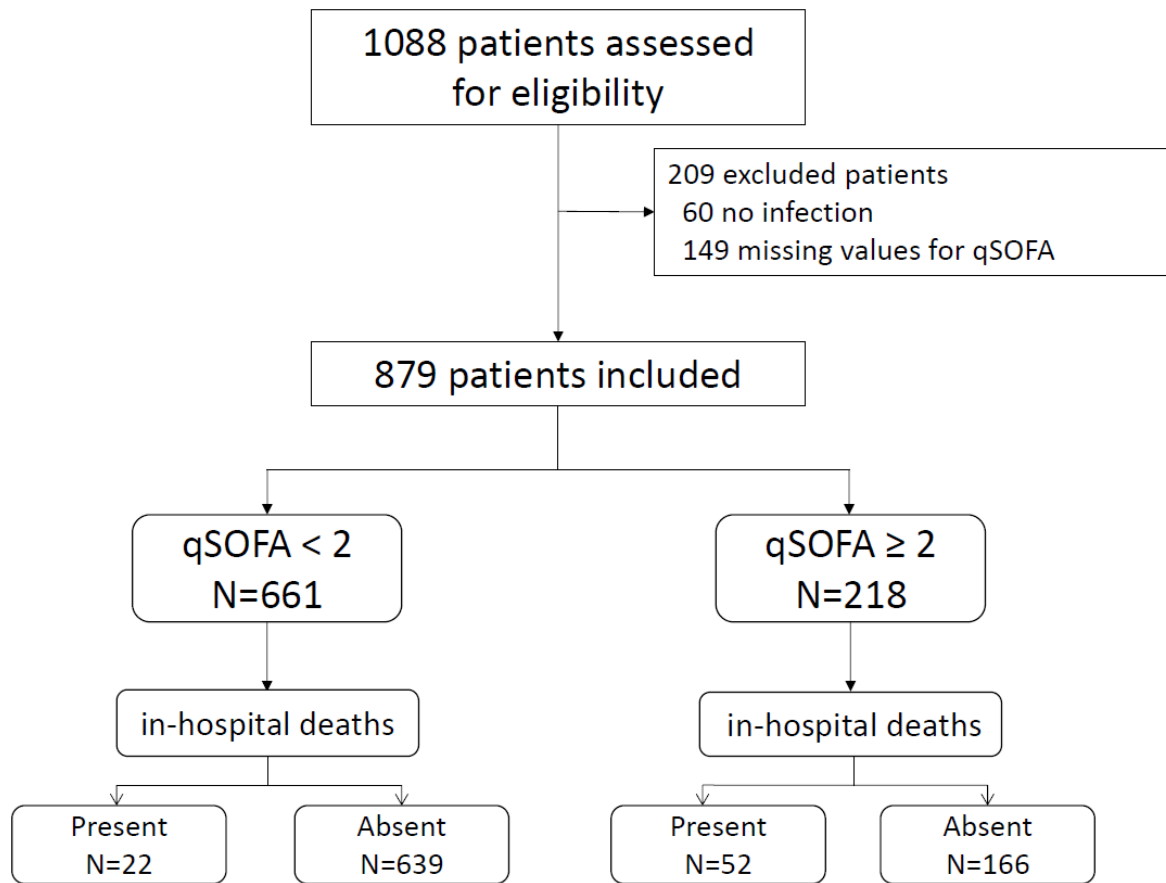 1088 patients assessed
for eligibility
209 excluded patients
60 no infection
149 missing values for qSOFA
879 patients included
qSOFA < 2
N=661
qSOFA ≥ 2
N=218
in-hospital deaths
in-hospital deaths
Present
N=22
Absent
N=639
Present
N=52
Absent
N=166